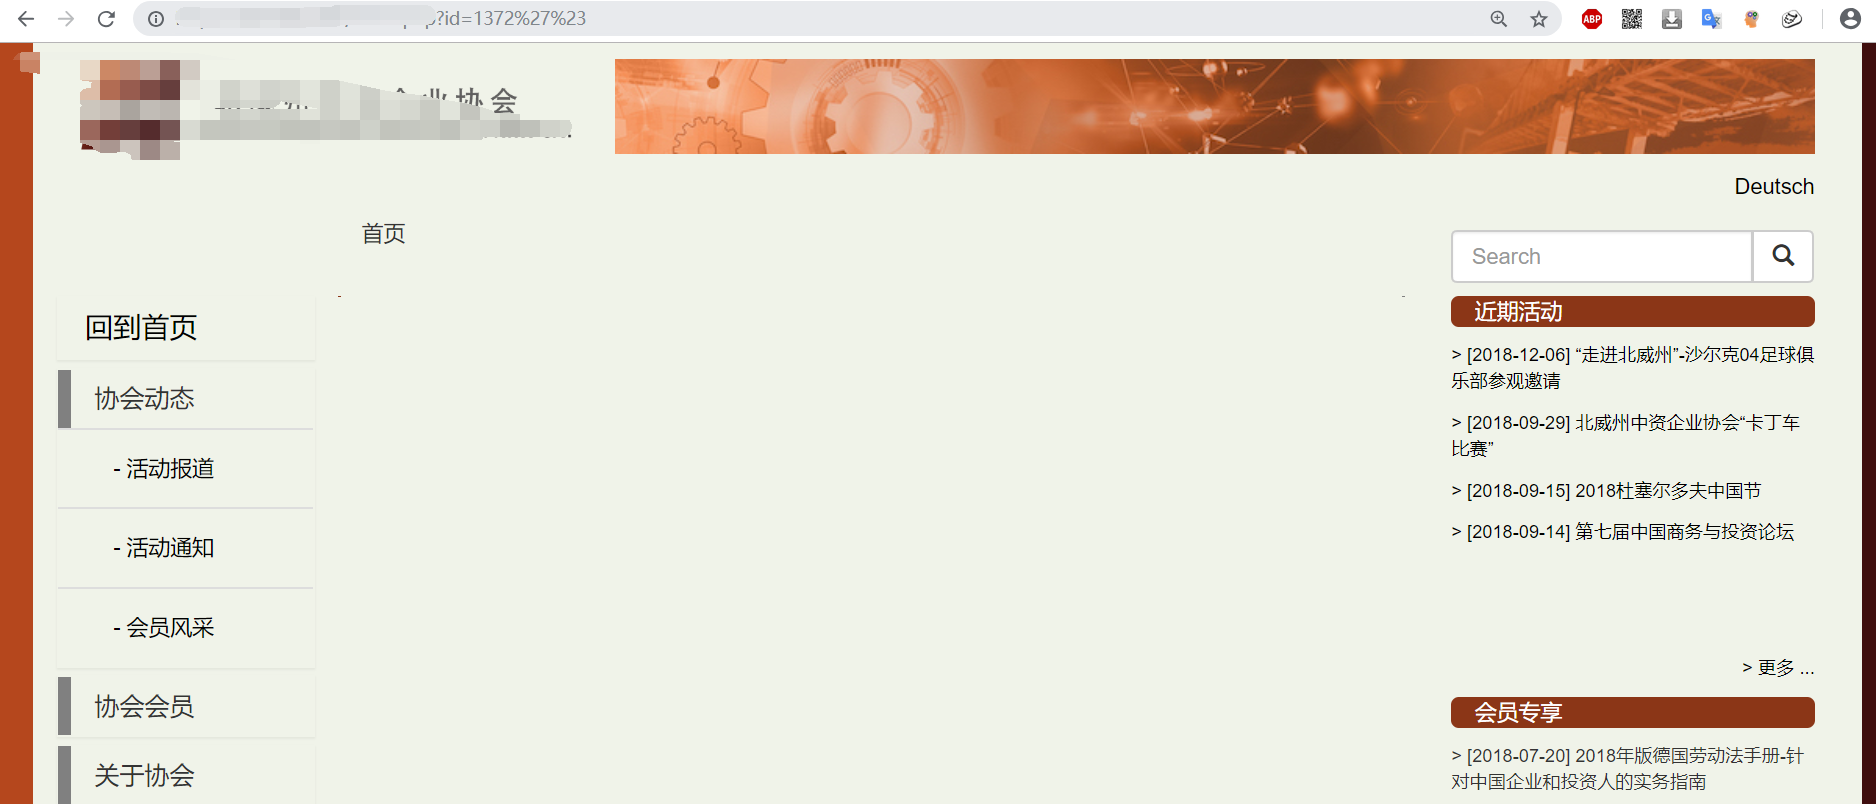 p?id=1372%27%23
ABP
企业协会
Deutsch
首页
Search
回到首页
协会动态
- 活动报道
- 活动通知
- 会员风采
协会会员
关于协会
近期活动
> [2018-12-06] “走进北威州”-沙尔克04足球俱
乐部参观邀请
> [2018-09-29] 北威州中资企业协会“卡丁车
比赛”
> [2018-09-15] 2018杜塞尔多夫中国节
> [2018-09-14] 第七届中国商务与投资论坛
> 更多 ...
会员专享
> [2018-07-20] 2018年版德国劳动法手册-针
对中国企业和投资人的实务指南